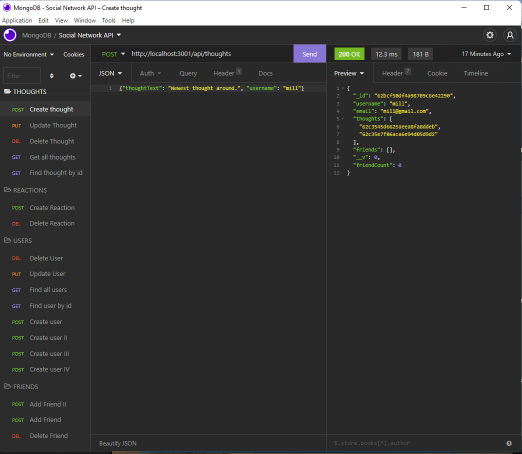 MongoDB - Social Network API – Create thought
Application Edit View Window Tools Help
MongoDB / Social Network API
No Environment Cookies
POST http://localhost:3001/api/thoughts Send
200 OK 12.3 ms 181 B 17 Minutes Ago
Filter
JSON Auth Query Header 1 Docs
Preview Header 7 Cookie Timeline
THOUGHTS
POST Create thought
PUT Update Thought
DEL Delete Thought
GET Get all thoughts
GET Find thought by id
REACTIONS
POST Create Reaction
DEL Delete Reaction
USERS
DEL Delete User
PUT Update User
GET Find all users
GET Find user by id
POST Create user
POST Create user II
POST Create user III
POST Create user IV
FRIENDS
POST Add Friend II
POST Add Friend
DEL Delete Friend
1 {"thoughtText": "Newest thought around.", "username": "mill"}
1 {
2 "_id":
3 "username": "mill",
4 "email": "mill@gmail.com",
5 "thoughts": [
6
7
8 ],
9 "friends": [],
10 "__v": 0,
11 "friendCount": 0
12 }
Beautify JSON
$.store.books[*].author